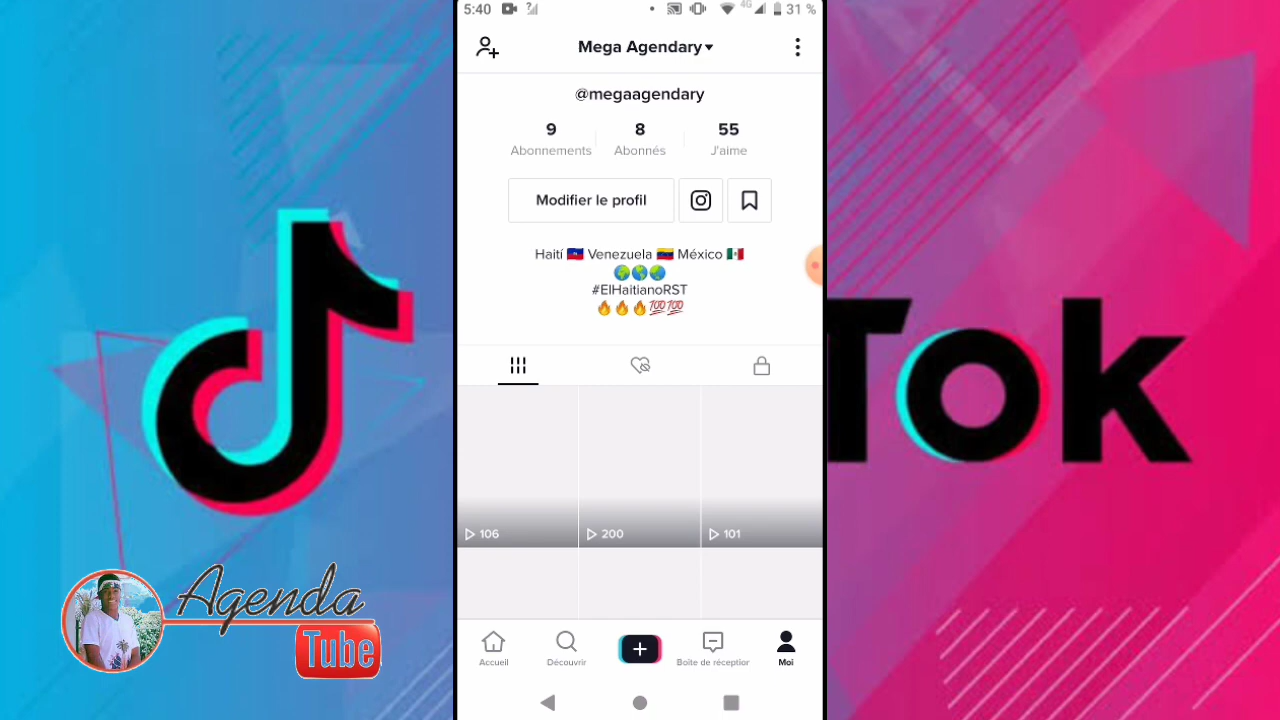 5:40
4G
31 %
Mega Agendary
@megaagendary
9
8
55
Abonnements
Abonnés
J'aime
Modifier le profil
Haití 🇭🇹 Venezuela 🇻🇪 México 🇲🇽
🌍🌎🌏
#ElHaitianoRST
🔥🔥🔥💯💯
Tok
106
200
101
Agenda
Tube
Accueil
Découvrir
Boîte de réception
Moi